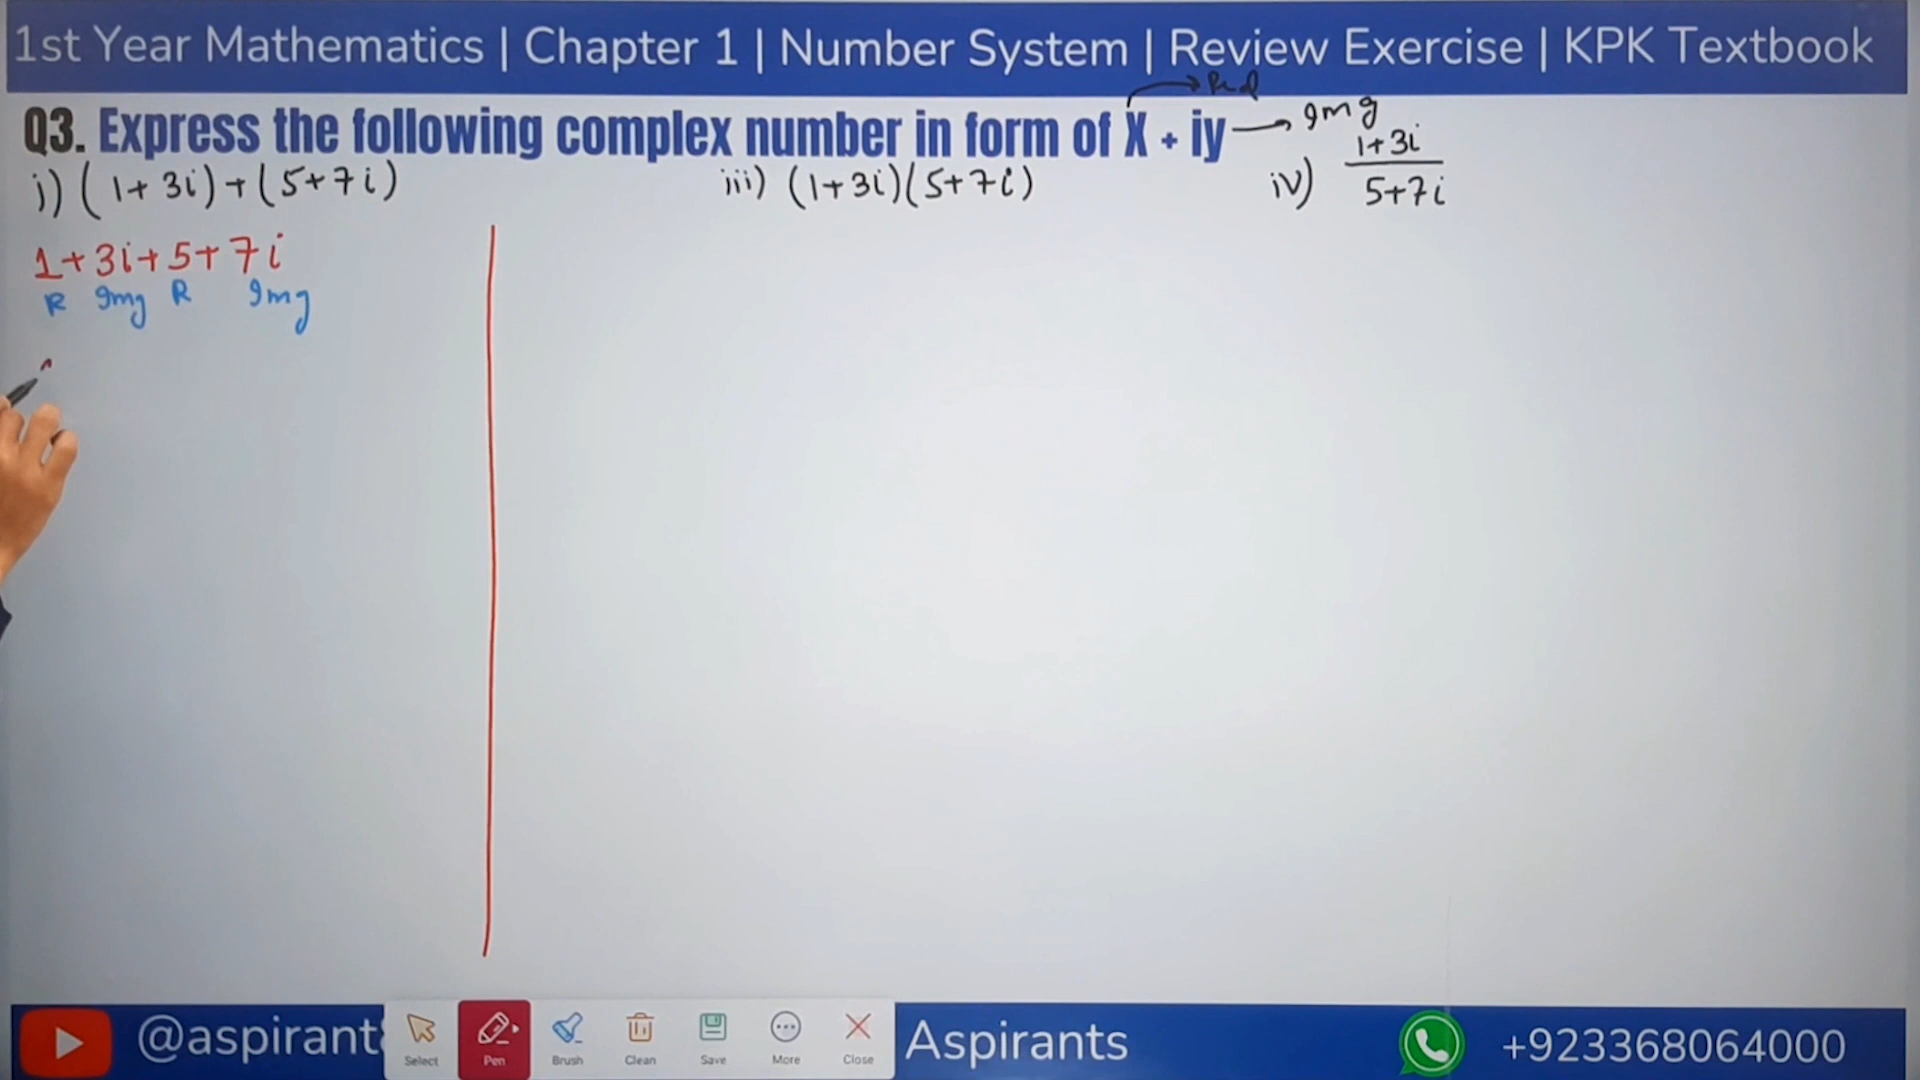 1st Year Mathematics | Chapter 1 | Number System | Review Exercise | KPK Textbook
Q3. Express the following complex number in form of X + iy
Img
i) (1+3i)+(5+7i)
iii) (1+3i)(5+7i)
iv) 1+3i
5+7i
1+3i+5+7i
R Img R Img
@aspirant
Select
Pen
Brush
Clean
Save
More
Close
Aspirants
+923368064000